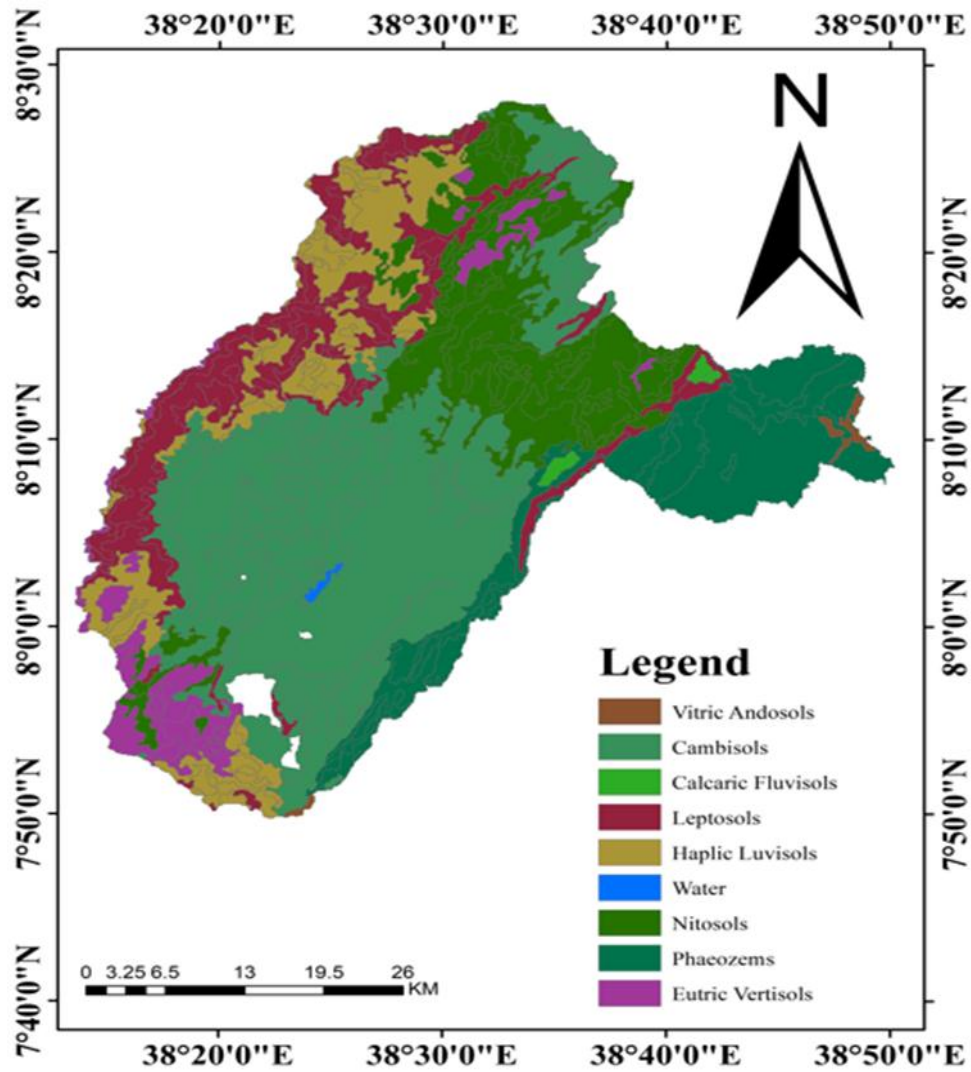 38°20'0"E 38°30'0"E 38°40'0"E 38°50'0"E
8°30'0"N
8°20'0"N 8°20'0"N
8°10'0"N 8°10'0"N
8°0'0"N 8°0'0"N
7°50'0"N 7°50'0"N
7°40'0"N
N
Legend
Vitric Andosols
Cambisols
Calcaric Fluvisols
Leptosols
Haplic Luvisols
Water
Nitosols
Phaeozems
Eutric Vertisols
0 3.25 6.5 13 19.5 26
KM
38°20'0"E 38°30'0"E 38°40'0"E 38°50'0"E